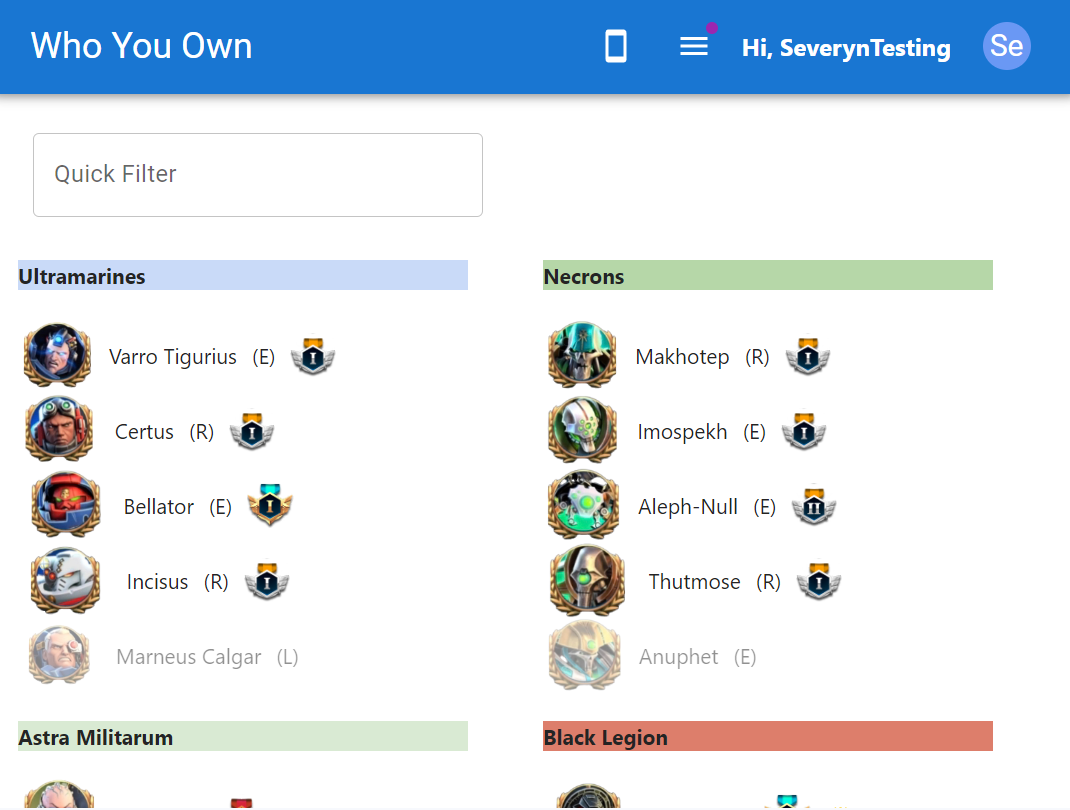 Who You Own
Hi, SeverynTesting
Se
Quick Filter
Ultramarines
Varro Tigurius (E) I
Certus (R) I
Bellator (E) I
Incisus (R) I
Marneus Calgar (L)
Necrons
Makhotep (R) I
Imospekh (E) I
Aleph-Null (E) III
Thutmose (R) I
Anuphet (E)
Astra Militarum
Black Legion